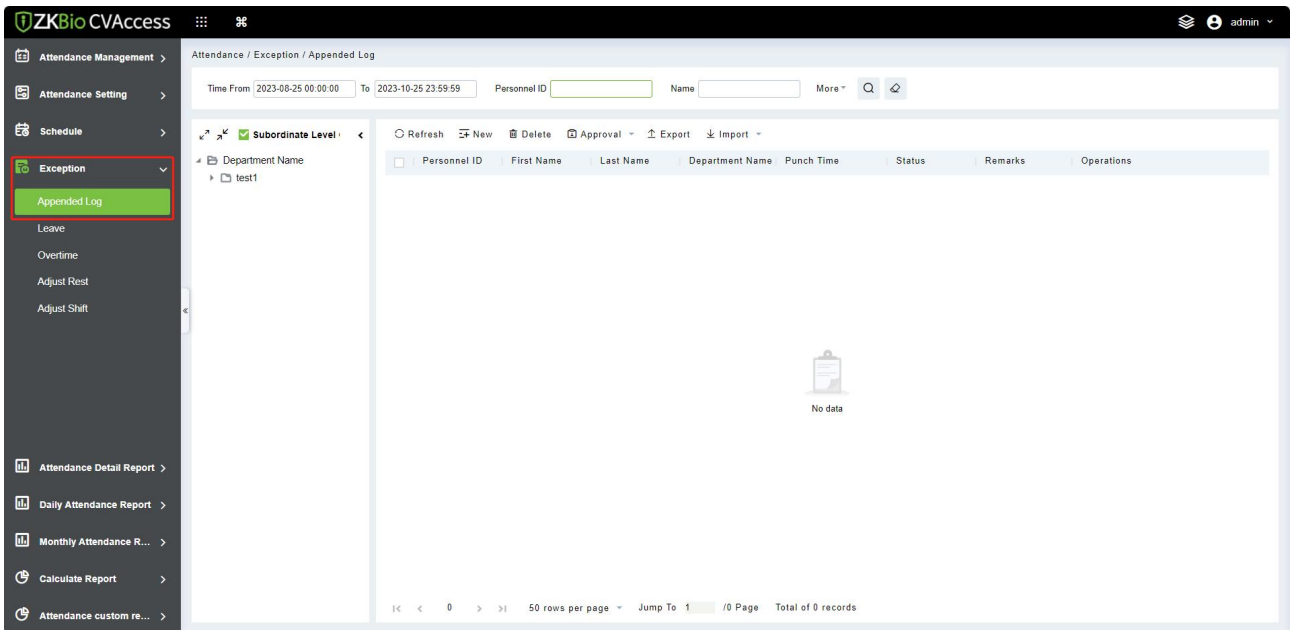 ZKBio CVAccess
admin
Attendance Management
Attendance Setting
Schedule
Exception
Appended Log
Leave
Overtime
Adjust Rest
Adjust Shift
Attendance Detail Report
Daily Attendance Report
Monthly Attendance R...
Calculate Report
Attendance custom re...
Attendance / Exception / Appended Log
Time From 2023-08-25 00:00:00 To 2023-10-25 23:59:59 Personnel ID Name More
Subordinate Level
Department Name
test1
Refresh New Delete Approval Export Import
Personnel ID First Name Last Name Department Name Punch Time Status Remarks Operations
No data
0 50 rows per page Jump To 1 /0 Page Total of 0 records